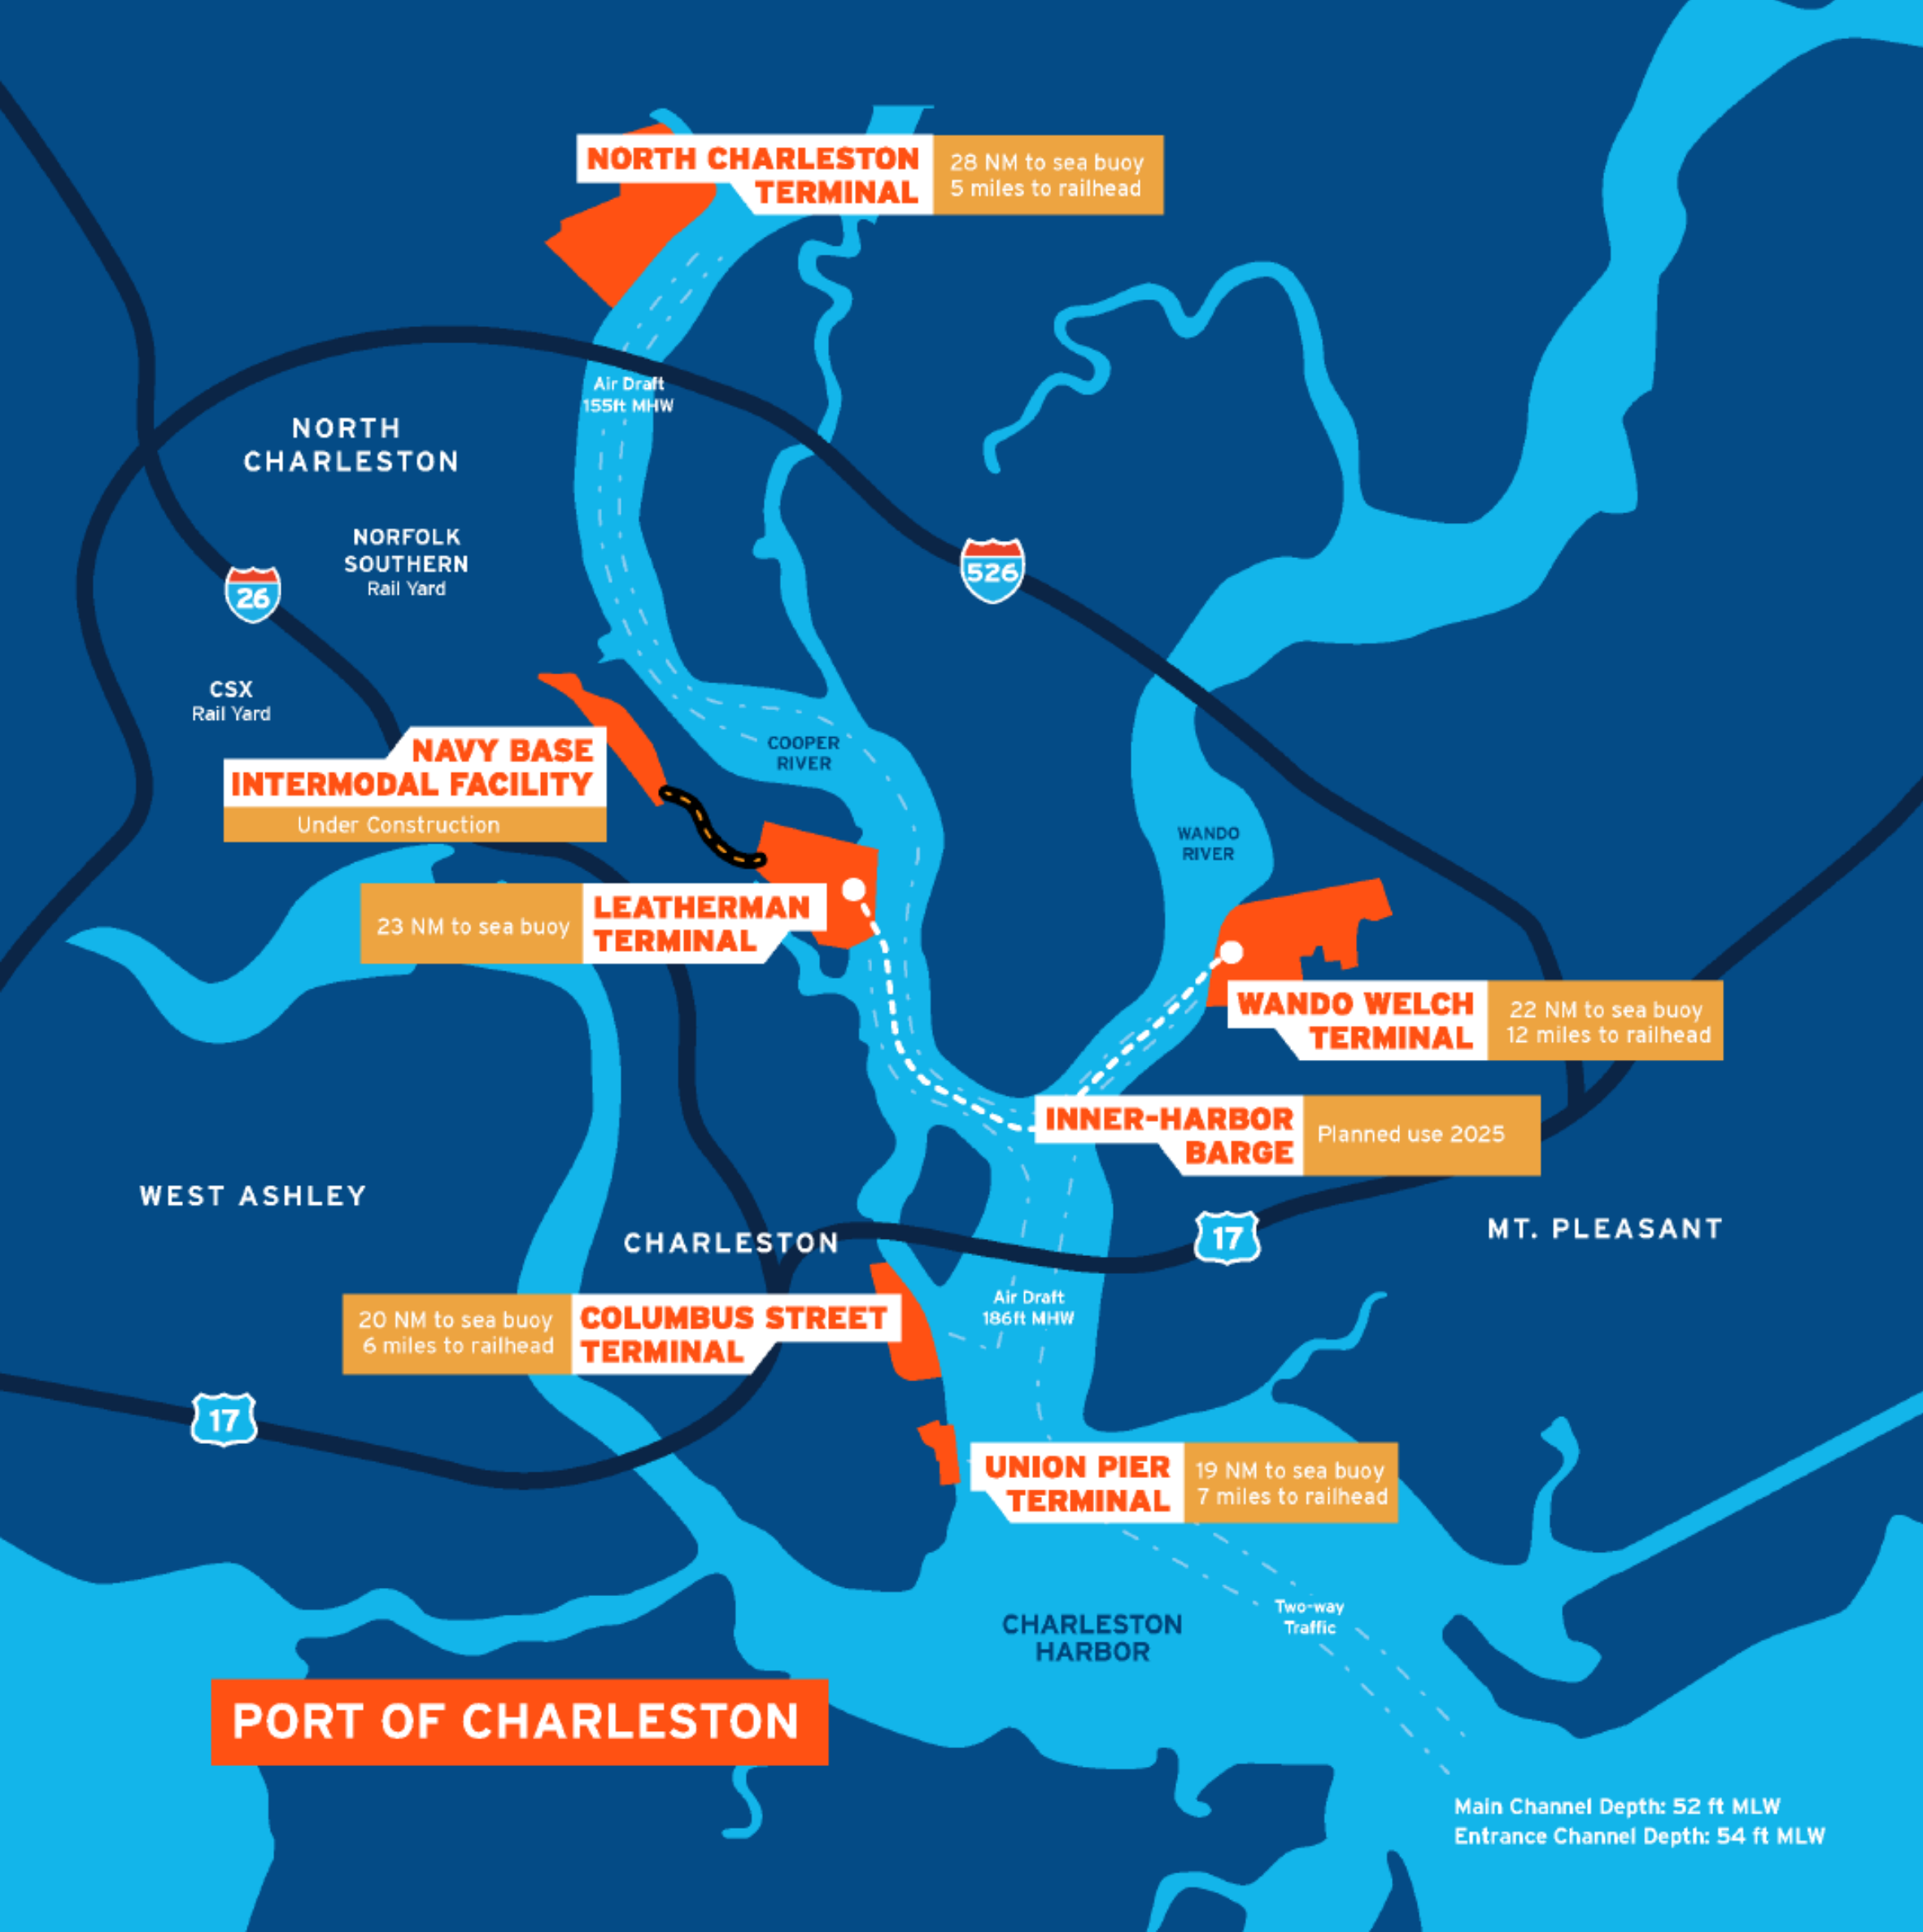 NORTH CHARLESTON
TERMINAL
28 NM to sea buoy
5 miles to railhead
Air Draft
155ft MHW
NORTH
CHARLESTON
NORFOLK
SOUTHERN
Rail Yard
526
26
CSX
Rail Yard
NAVY BASE
INTERMODAL FACILITY
Under Construction
COOPER
RIVER
WANDO
RIVER
23 NM to sea buoy
LEATHERMAN
TERMINAL
WANDO WELCH
TERMINAL
22 NM to sea buoy
12 miles to railhead
INNER-HARBOR
BARGE
Planned use 2025
WEST ASHLEY
CHARLESTON
17
MT. PLEASANT
20 NM to sea buoy
6 miles to railhead
COLUMBUS STREET
TERMINAL
Air Draft
186ft MHW
17
UNION PIER
TERMINAL
19 NM to sea buoy
7 miles to railhead
CHARLESTON
HARBOR
Two-way
Traffic
PORT OF CHARLESTON
Main Channel Depth: 52 ft MLW
Entrance Channel Depth: 54 ft MLW